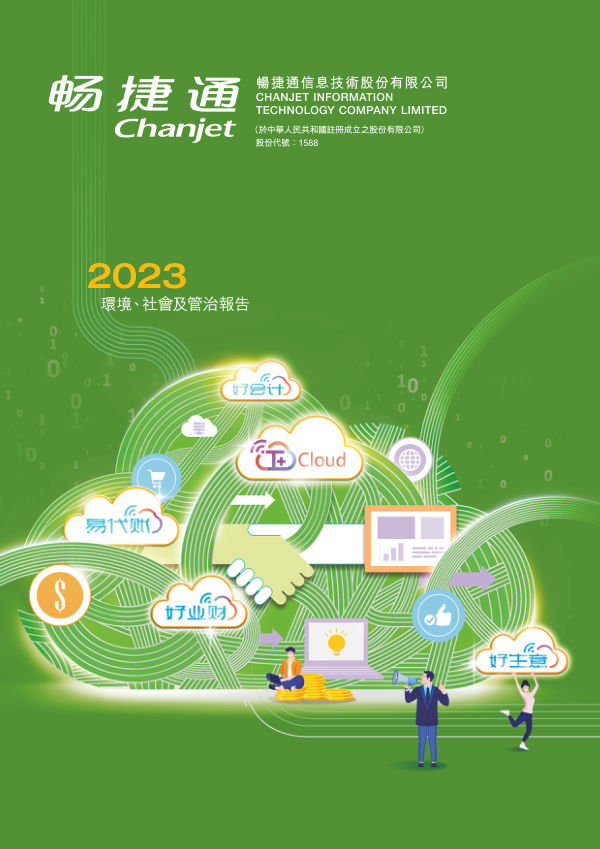 畅捷通
Chanjet
暢捷通信息技術股份有限公司
CHANJET INFORMATION
TECHNOLOGY COMPANY LIMITED
（於中華人民共和國註冊成立之股份有限公司）
股份代號：1588
2023
環境、社會及管治報告
好会计
T+ Cloud
易代账
好业财
好生意